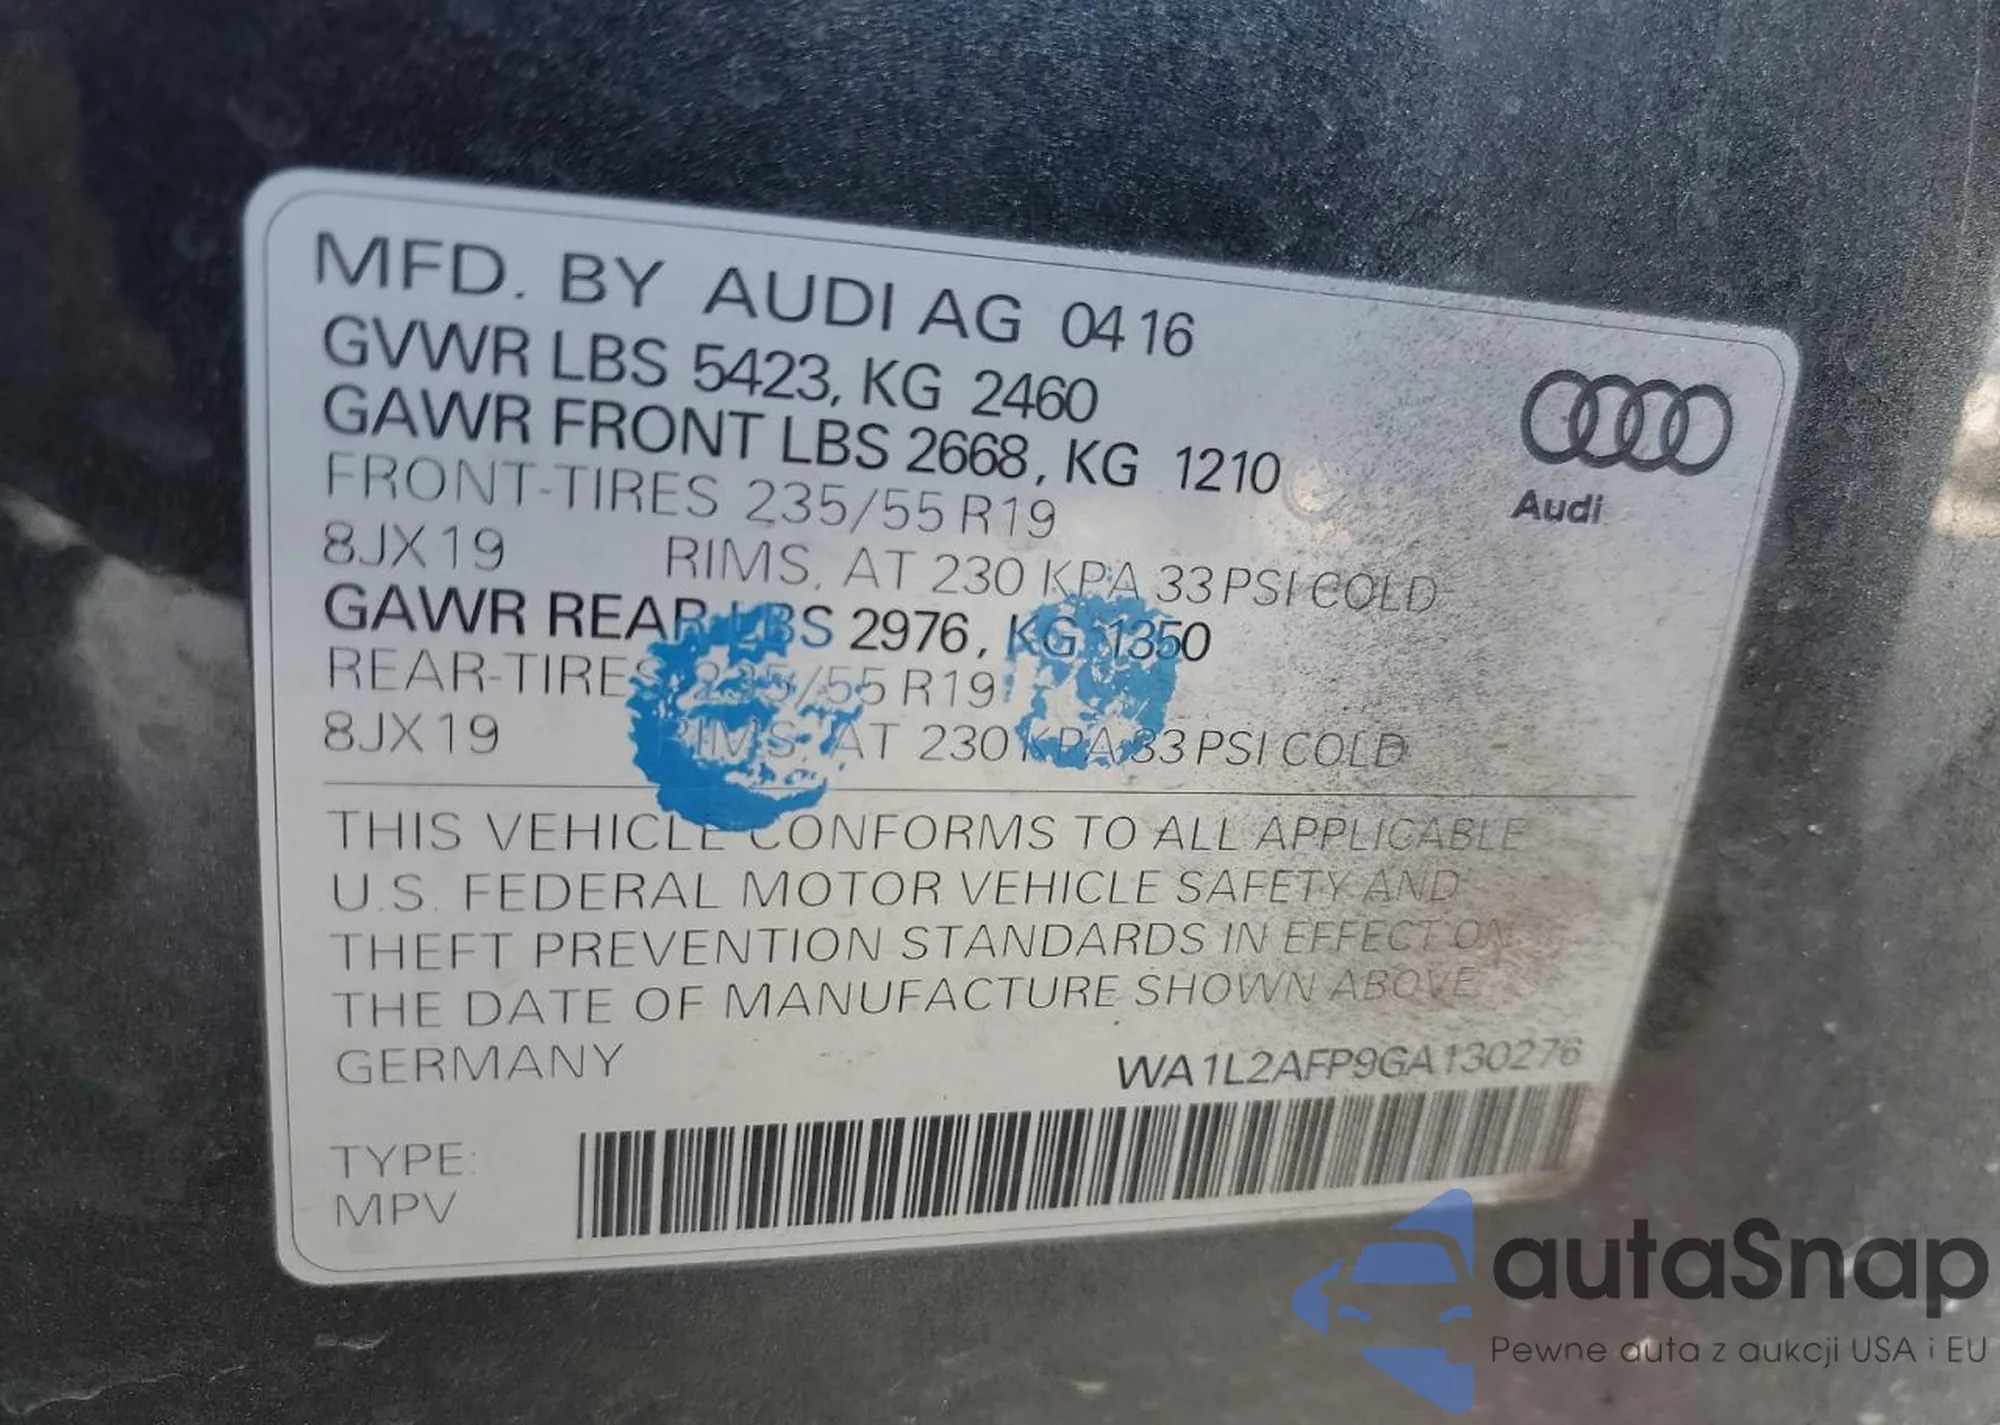 MFD. BY AUDI AG 04 16
GVWR LBS 5423, KG 2460
GAWR FRONT LBS 2668, KG 1210
FRONT-TIRES 235/55 R19
8JX19 RIMS, AT 230 KPA 33 PSI COLD
GAWR REAR LBS 2976, KG 1350
REAR-TIRES 235/55 R19
8JX19 RIMS, AT 230 KPA 33 PSI COLD
Audi
THIS VEHICLE CONFORMS TO ALL APPLICABLE
U.S. FEDERAL MOTOR VEHICLE SAFETY AND
THEFT PREVENTION STANDARDS IN EFFECT ON
THE DATE OF MANUFACTURE SHOWN ABOVE
GERMANY WA1L2AFP9GA130276
TYPE:
MPV
autaSnap
Pewne auta z aukcji USA i EU